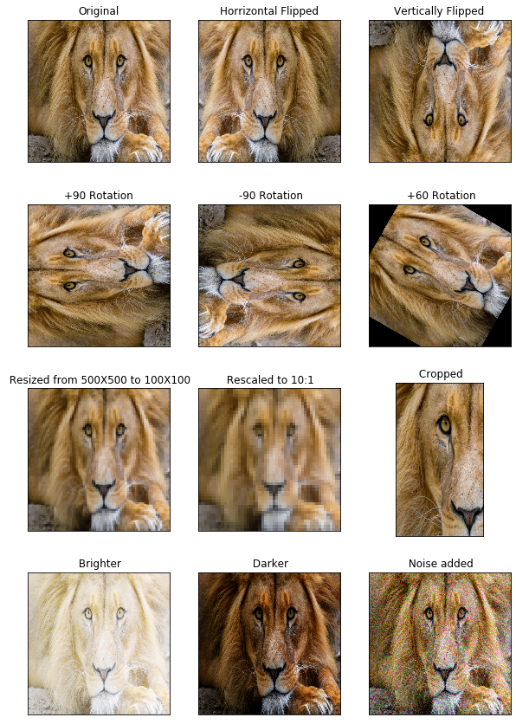 Original
Horrizontal Flipped
Vertically Flipped
+90 Rotation
-90 Rotation
+60 Rotation
Resized from 500X500 to 100X100
Rescaled to 10:1
Cropped
Brighter
Darker
Noise added